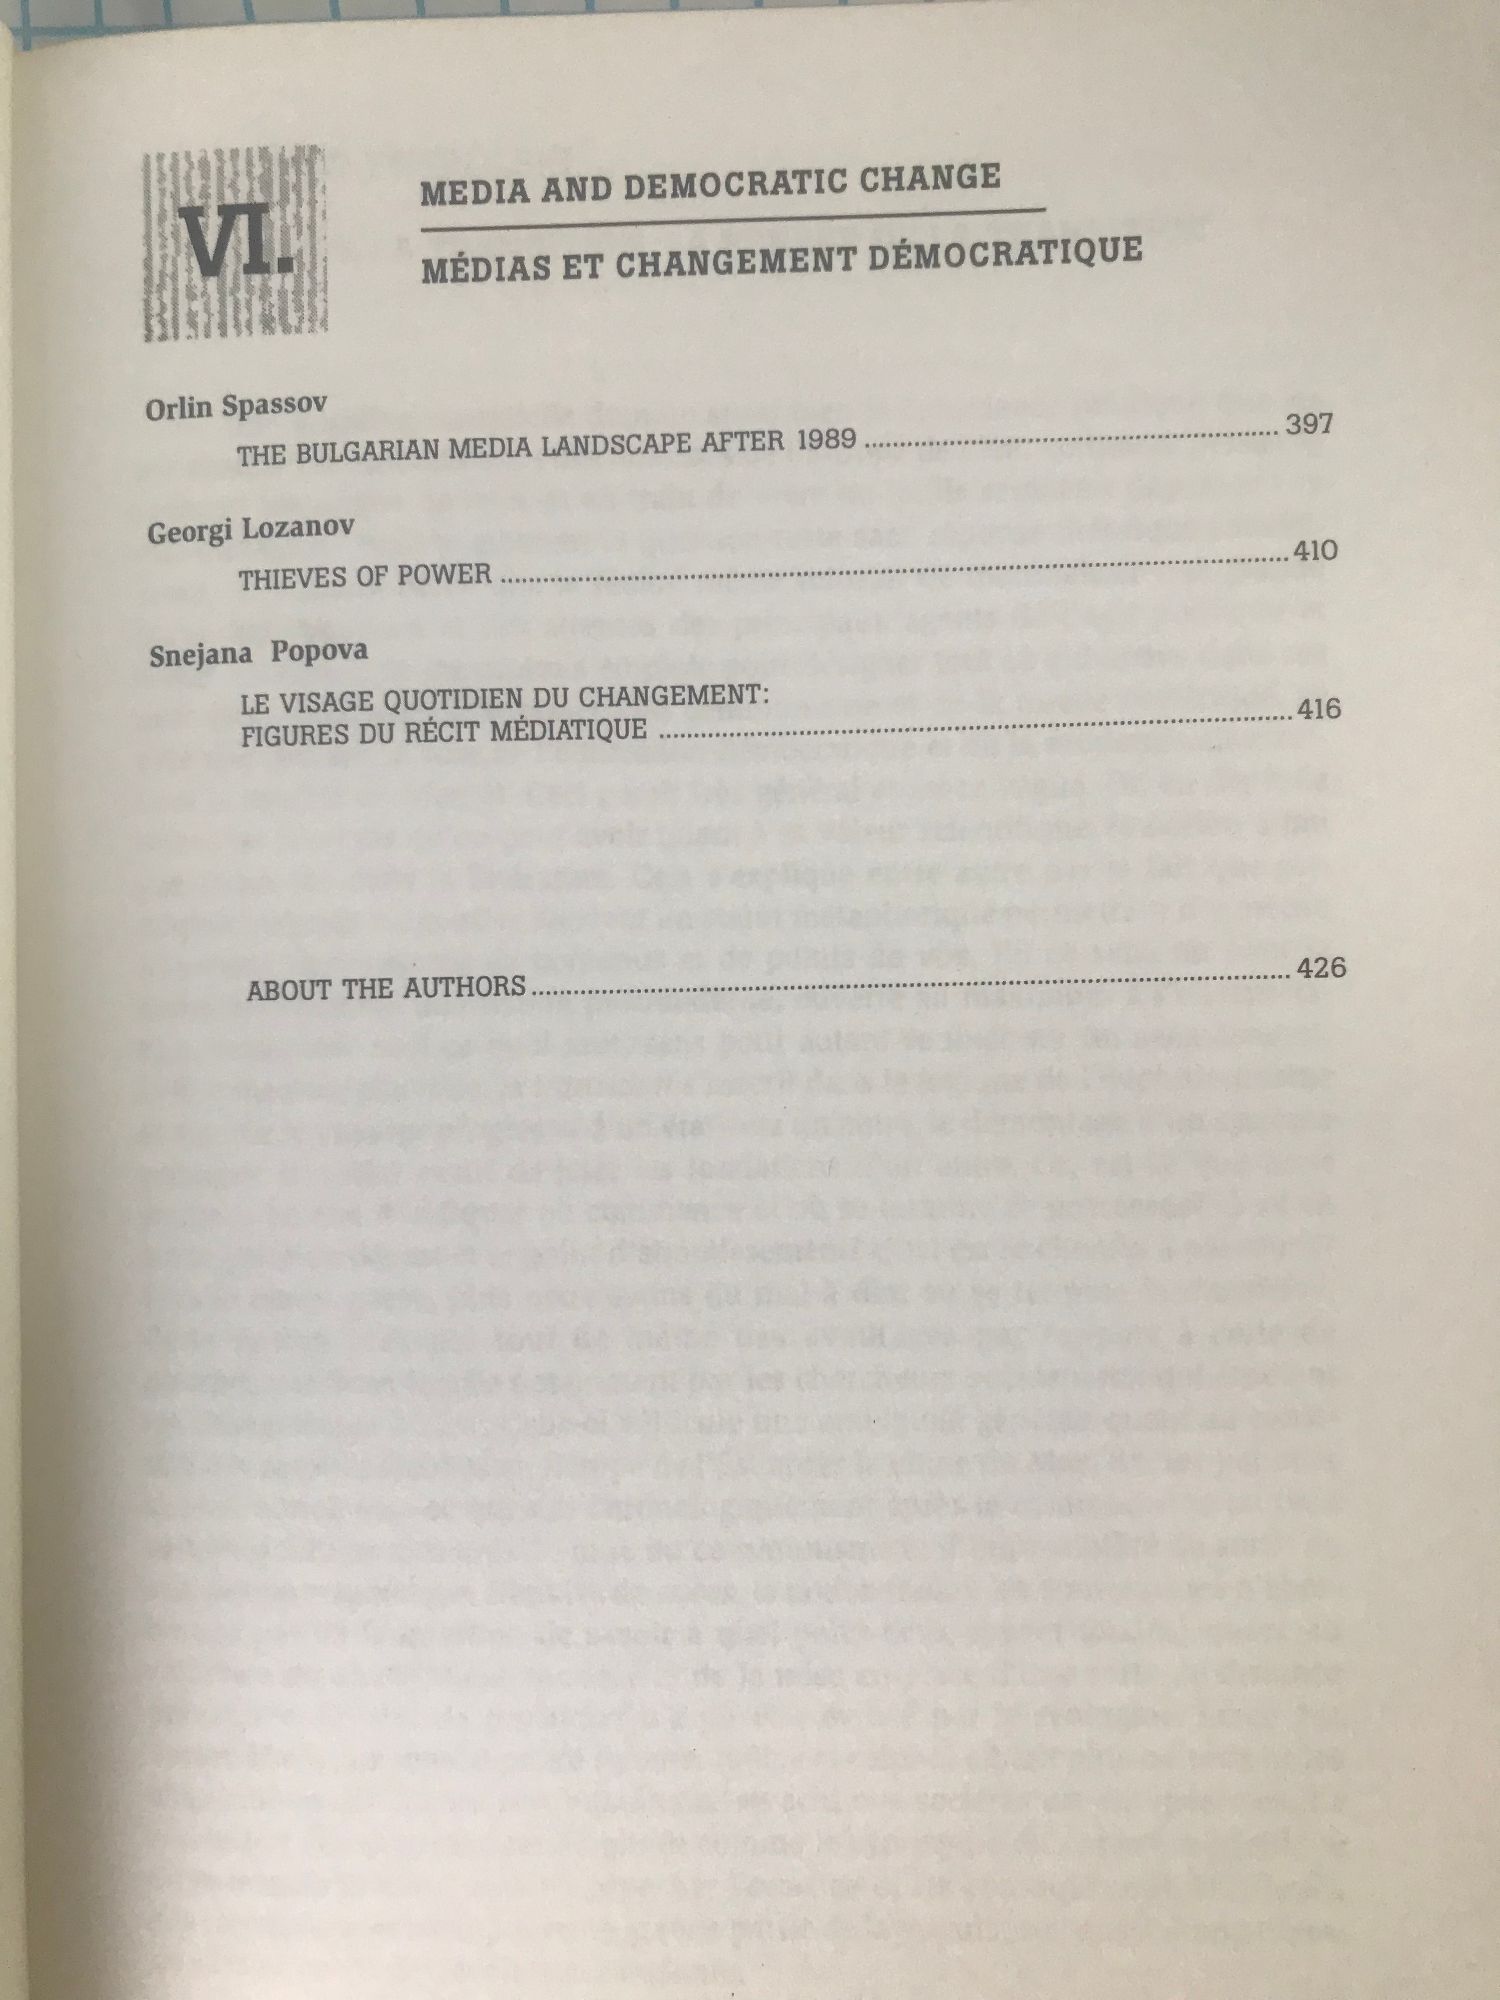 VI.
MEDIA AND DEMOCRATIC CHANGE
MÉDIAS ET CHANGEMENT DÉMOCRATIQUE
Orlin Spassov
THE BULGARIAN MEDIA LANDSCAPE AFTER 1989 ........................................ 397
Georgi Lozanov
THIEVES OF POWER ........................................ 410
Snejana Popova
LE VISAGE QUOTIDIEN DU CHANGEMENT:
FIGURES DU RÉCIT MÉDIATIQUE ........................................ 416
ABOUT THE AUTHORS ........................................ 426